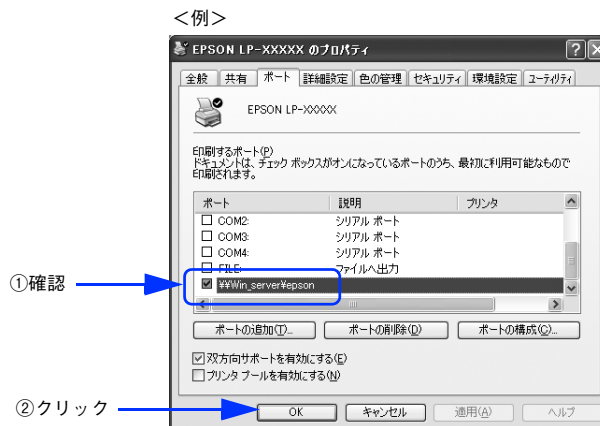 ＜例＞
EPSON LP-XXXXX のプロパティ
全般 共有 ポート 詳細設定 色の管理 セキュリティ 環境設定 ユーティリティ
EPSON LP-XXXXX
印刷するポート(P)
ドキュメントは、チェック ボックスがオンになっているポートのうち、最初に利用可能なもので
印刷されます。
ポート 説明 プリンタ
COM2: シリアル ポート
COM3: シリアル ポート
COM4: シリアル ポート
FILE: ファイルへ出力
①確認
¥¥Win_server¥epson
ポートの追加(T)... ポートの削除(D) ポートの構成(C)...
双方向サポートを有効にする(E)
プリンタ プールを有効にする(N)
②クリック
OK キャンセル 適用(A) ヘルプ